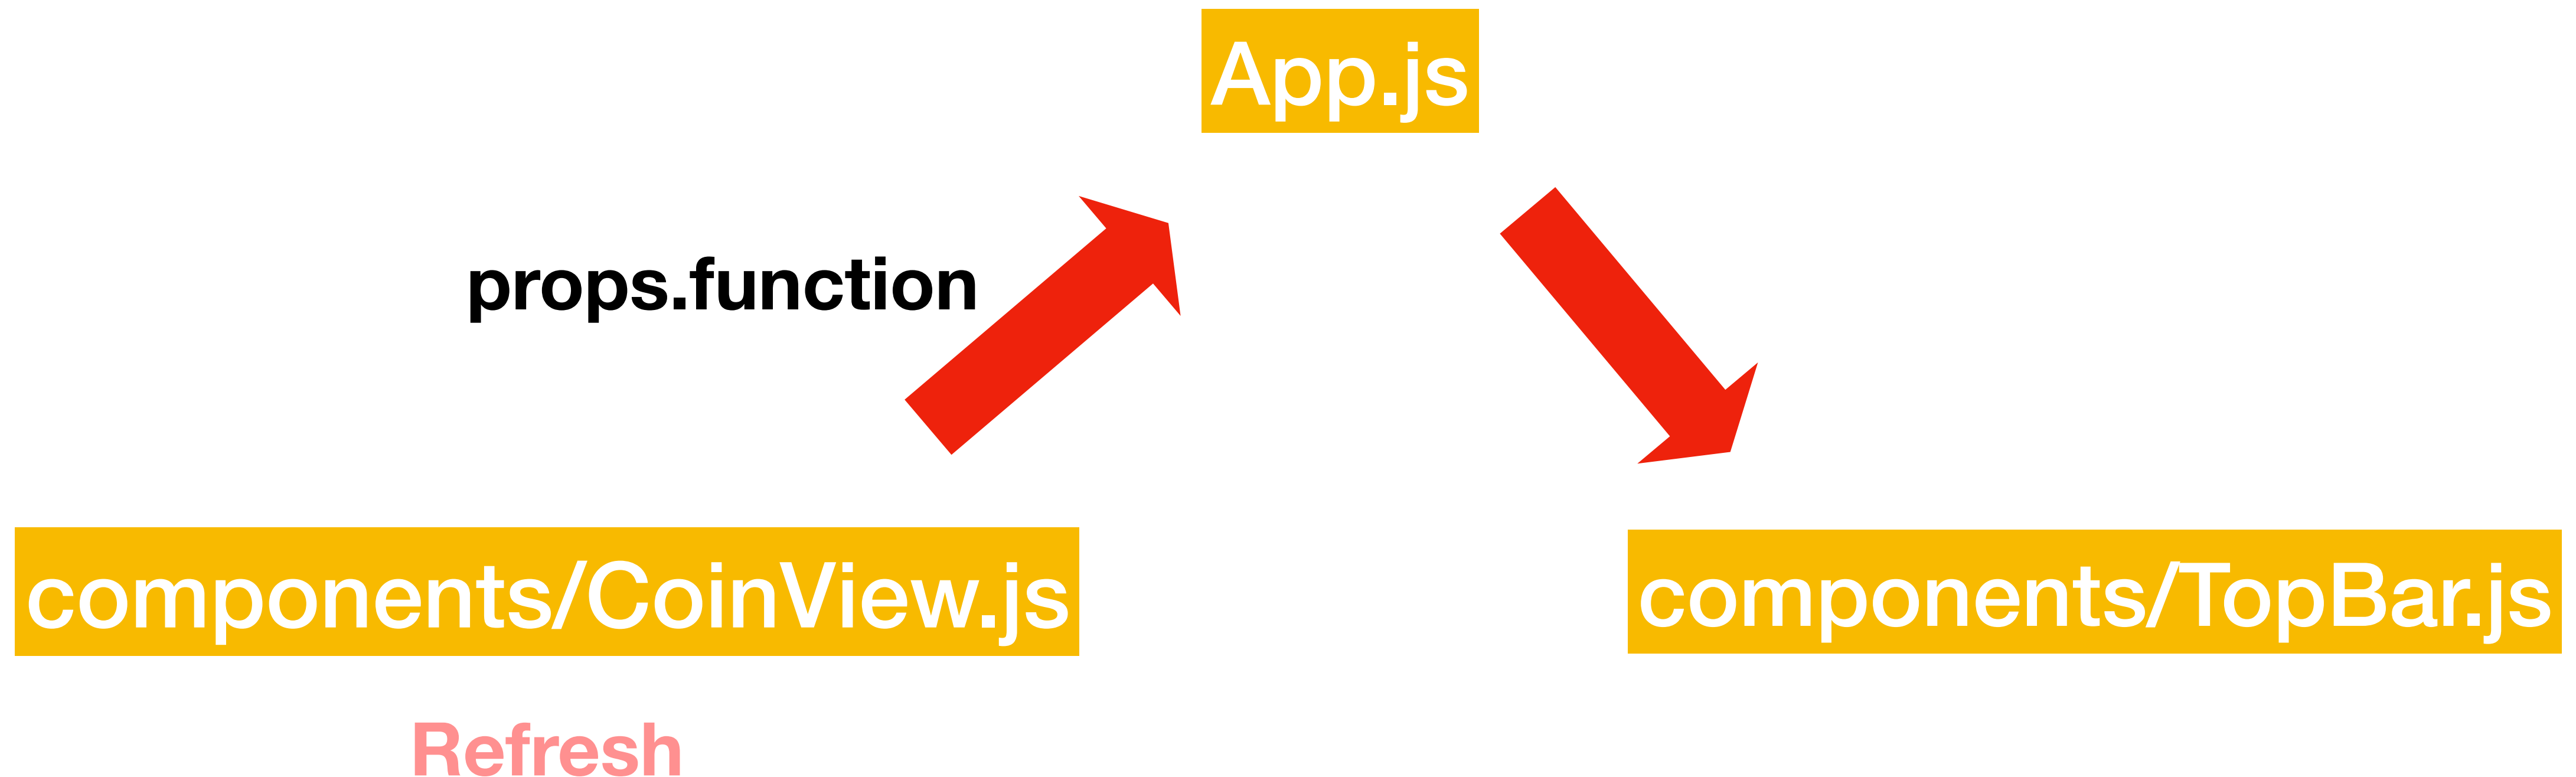 App.js
props.function
components/CoinView.js
components/TopBar.js
Refresh